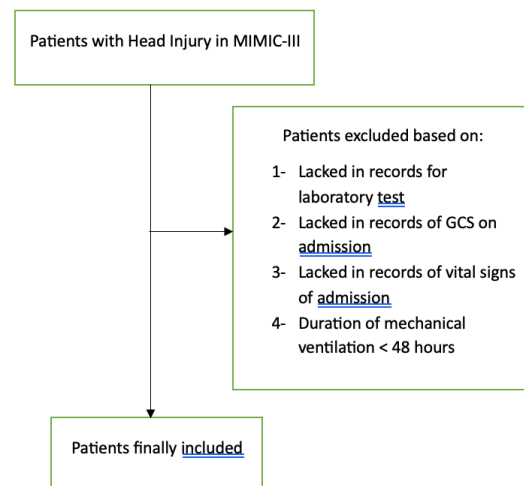 Patients with Head Injury in MIMIC-III
Patients excluded based on:
1- Lacked in records for
laboratory test
2- Lacked in records of GCS on
admission
3- Lacked in records of vital signs
of admission
4- Duration of mechanical
ventilation < 48 hours
Patients finally included